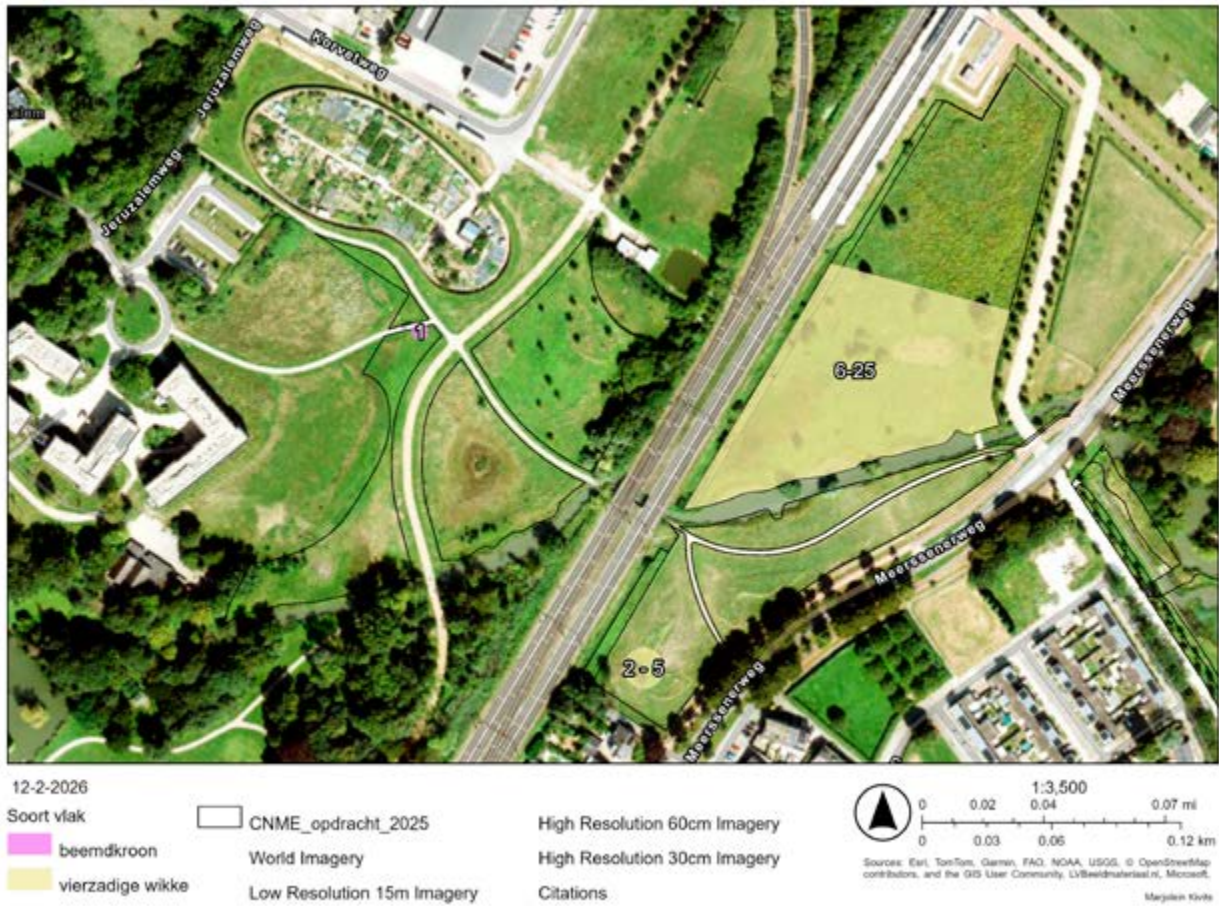 Korvetweg
Jeruzalemweg
Jeruzalemweg
alem
1
6-25
Meerssenerweg
Meerssenerweg
2 - 5
Meerssenerweg
12-2-2026
Soort vlak
beemdkroon
vierzadige wikke
CNME_opdracht_2025
World Imagery
Low Resolution 15m Imagery
High Resolution 60cm Imagery
High Resolution 30cm Imagery
Citations
1:3,500
0 0.02 0.04 0.07 mi
0 0.03 0.06 0.12 km
Sources: Esri, TomTom, Garmin, FAO, NOAA, USGS, © OpenStreetMap
contributors, and the GIS User Community, LVBeeldmateriaal.nl, Microsoft,
Marjolein Kivits